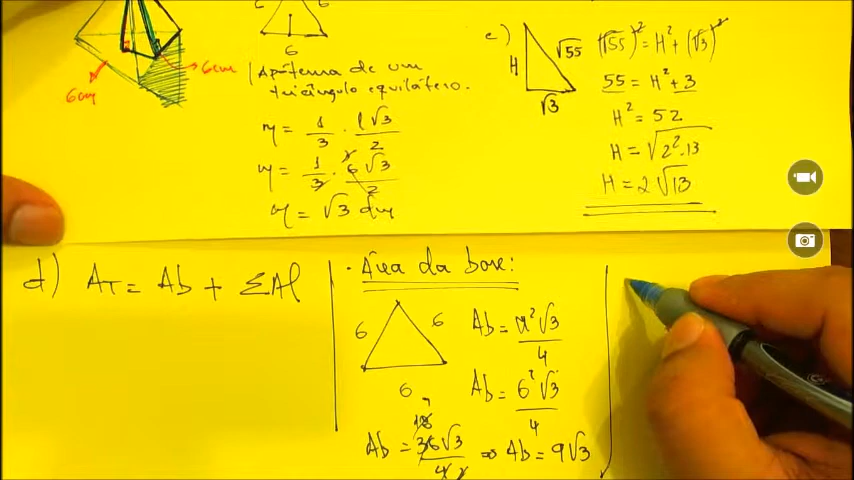 6cm
6cm
6
Apótema de um
triângulo equilátero.
m = 1/3 · l√3/2
m = 1/3 · 6√3/2
m = √3 dm
c)
H
√55
√3
(√55)² = H² + (√3)²
55 = H² + 3
H² = 52
H = √2²·13
H = 2√13
d) AT = Ab + ΣAl
· Área da base:
6
6
6
Ab = a²√3/4
Ab = 6²√3/4
Ab = 36√3/4 ⇒ Ab = 9√3